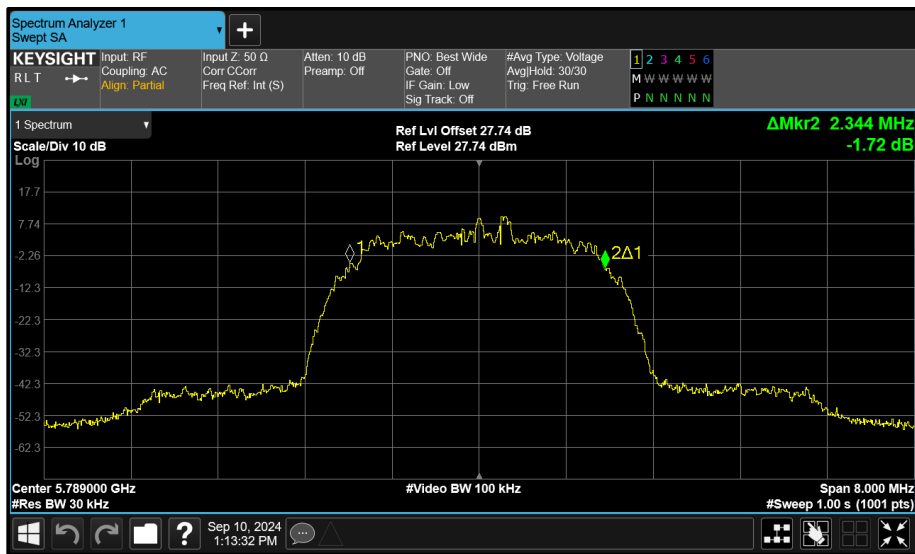 Spectrum Analyzer 1
Swept SA
KEYSIGHT
R L T
LXI
Input: RF
Coupling: AC
Align: Partial
Input Z: 50 Ω
Corr CCorr
Freq Ref: Int (S)
Atten: 10 dB
Preamp: Off
PNO: Best Wide
Gate: Off
IF Gain: Low
Sig Track: Off
#Avg Type: Voltage
Avg|Hold: 30/30
Trig: Free Run
1 2 3 4 5 6
M W W W W W
P N N N N N
1 Spectrum
Scale/Div 10 dB
Log
Ref Lvl Offset 27.74 dB
Ref Level 27.74 dBm
ΔMkr2 2.344 MHz
-1.72 dB
17.7
7.74
-2.26
-12.3
-22.3
-32.3
-42.3
-52.3
-62.3
1
2Δ1
Center 5.789000 GHz
#Res BW 30 kHz
#Video BW 100 kHz
Span 8.000 MHz
#Sweep 1.00 s (1001 pts)
?
Sep 10, 2024
1:13:32 PM